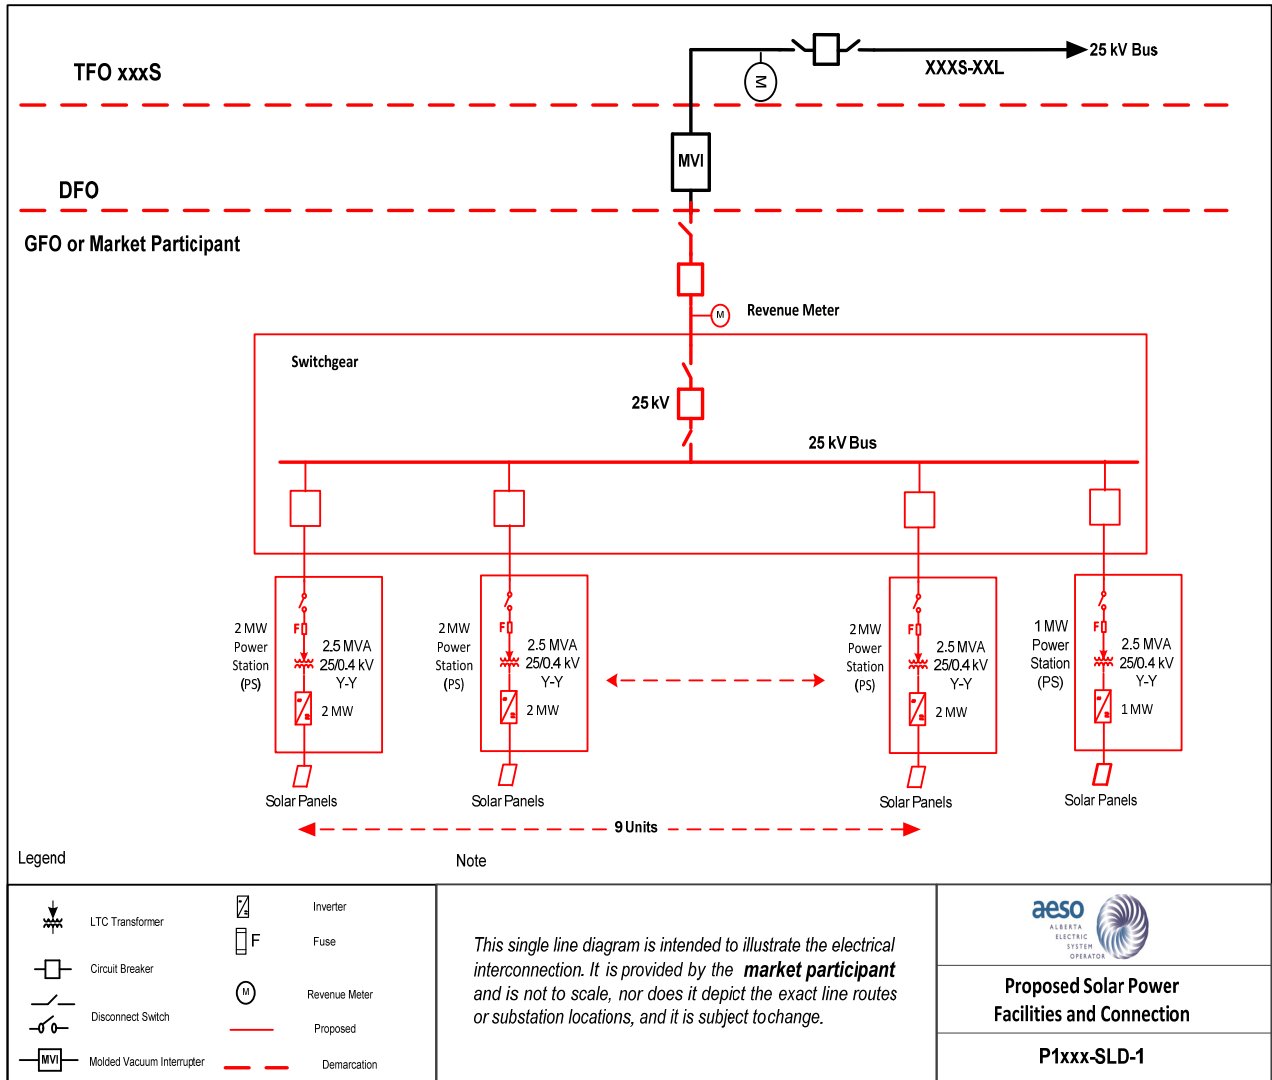 TFO xxxS
25 kV Bus
XXXS-XXL
M
MVI
DFO
GFO or Market Participant
M
Revenue Meter
Switchgear
25 kV
25 kV Bus
2 MW
Power
Station
(PS)
F
2.5 MVA
25/0.4 kV
Y-Y
2 MW
Solar Panels
2 MW
Power
Station
(PS)
F
2.5 MVA
25/0.4 kV
Y-Y
2 MW
Solar Panels
2 MW
Power
Station
(PS)
F
2.5 MVA
25/0.4 kV
Y-Y
2 MW
Solar Panels
1 MW
Power
Station
(PS)
F
2.5 MVA
25/0.4 kV
Y-Y
1 MW
Solar Panels
9 Units
Legend
LTC Transformer
Circuit Breaker
Disconnect Switch
MVI
Molded Vacuum Interrupter
Inverter
F
Fuse
M
Revenue Meter
Proposed
Demarcation
Note
This single line diagram is intended to illustrate the electrical
interconnection. It is provided by the market participant
and is not to scale, nor does it depict the exact line routes
or substation locations, and it is subject tochange.
aeso
ALBERTA
ELECTRIC
SYSTEM
OPERATOR
Proposed Solar Power
Facilities and Connection
P1xxx-SLD-1